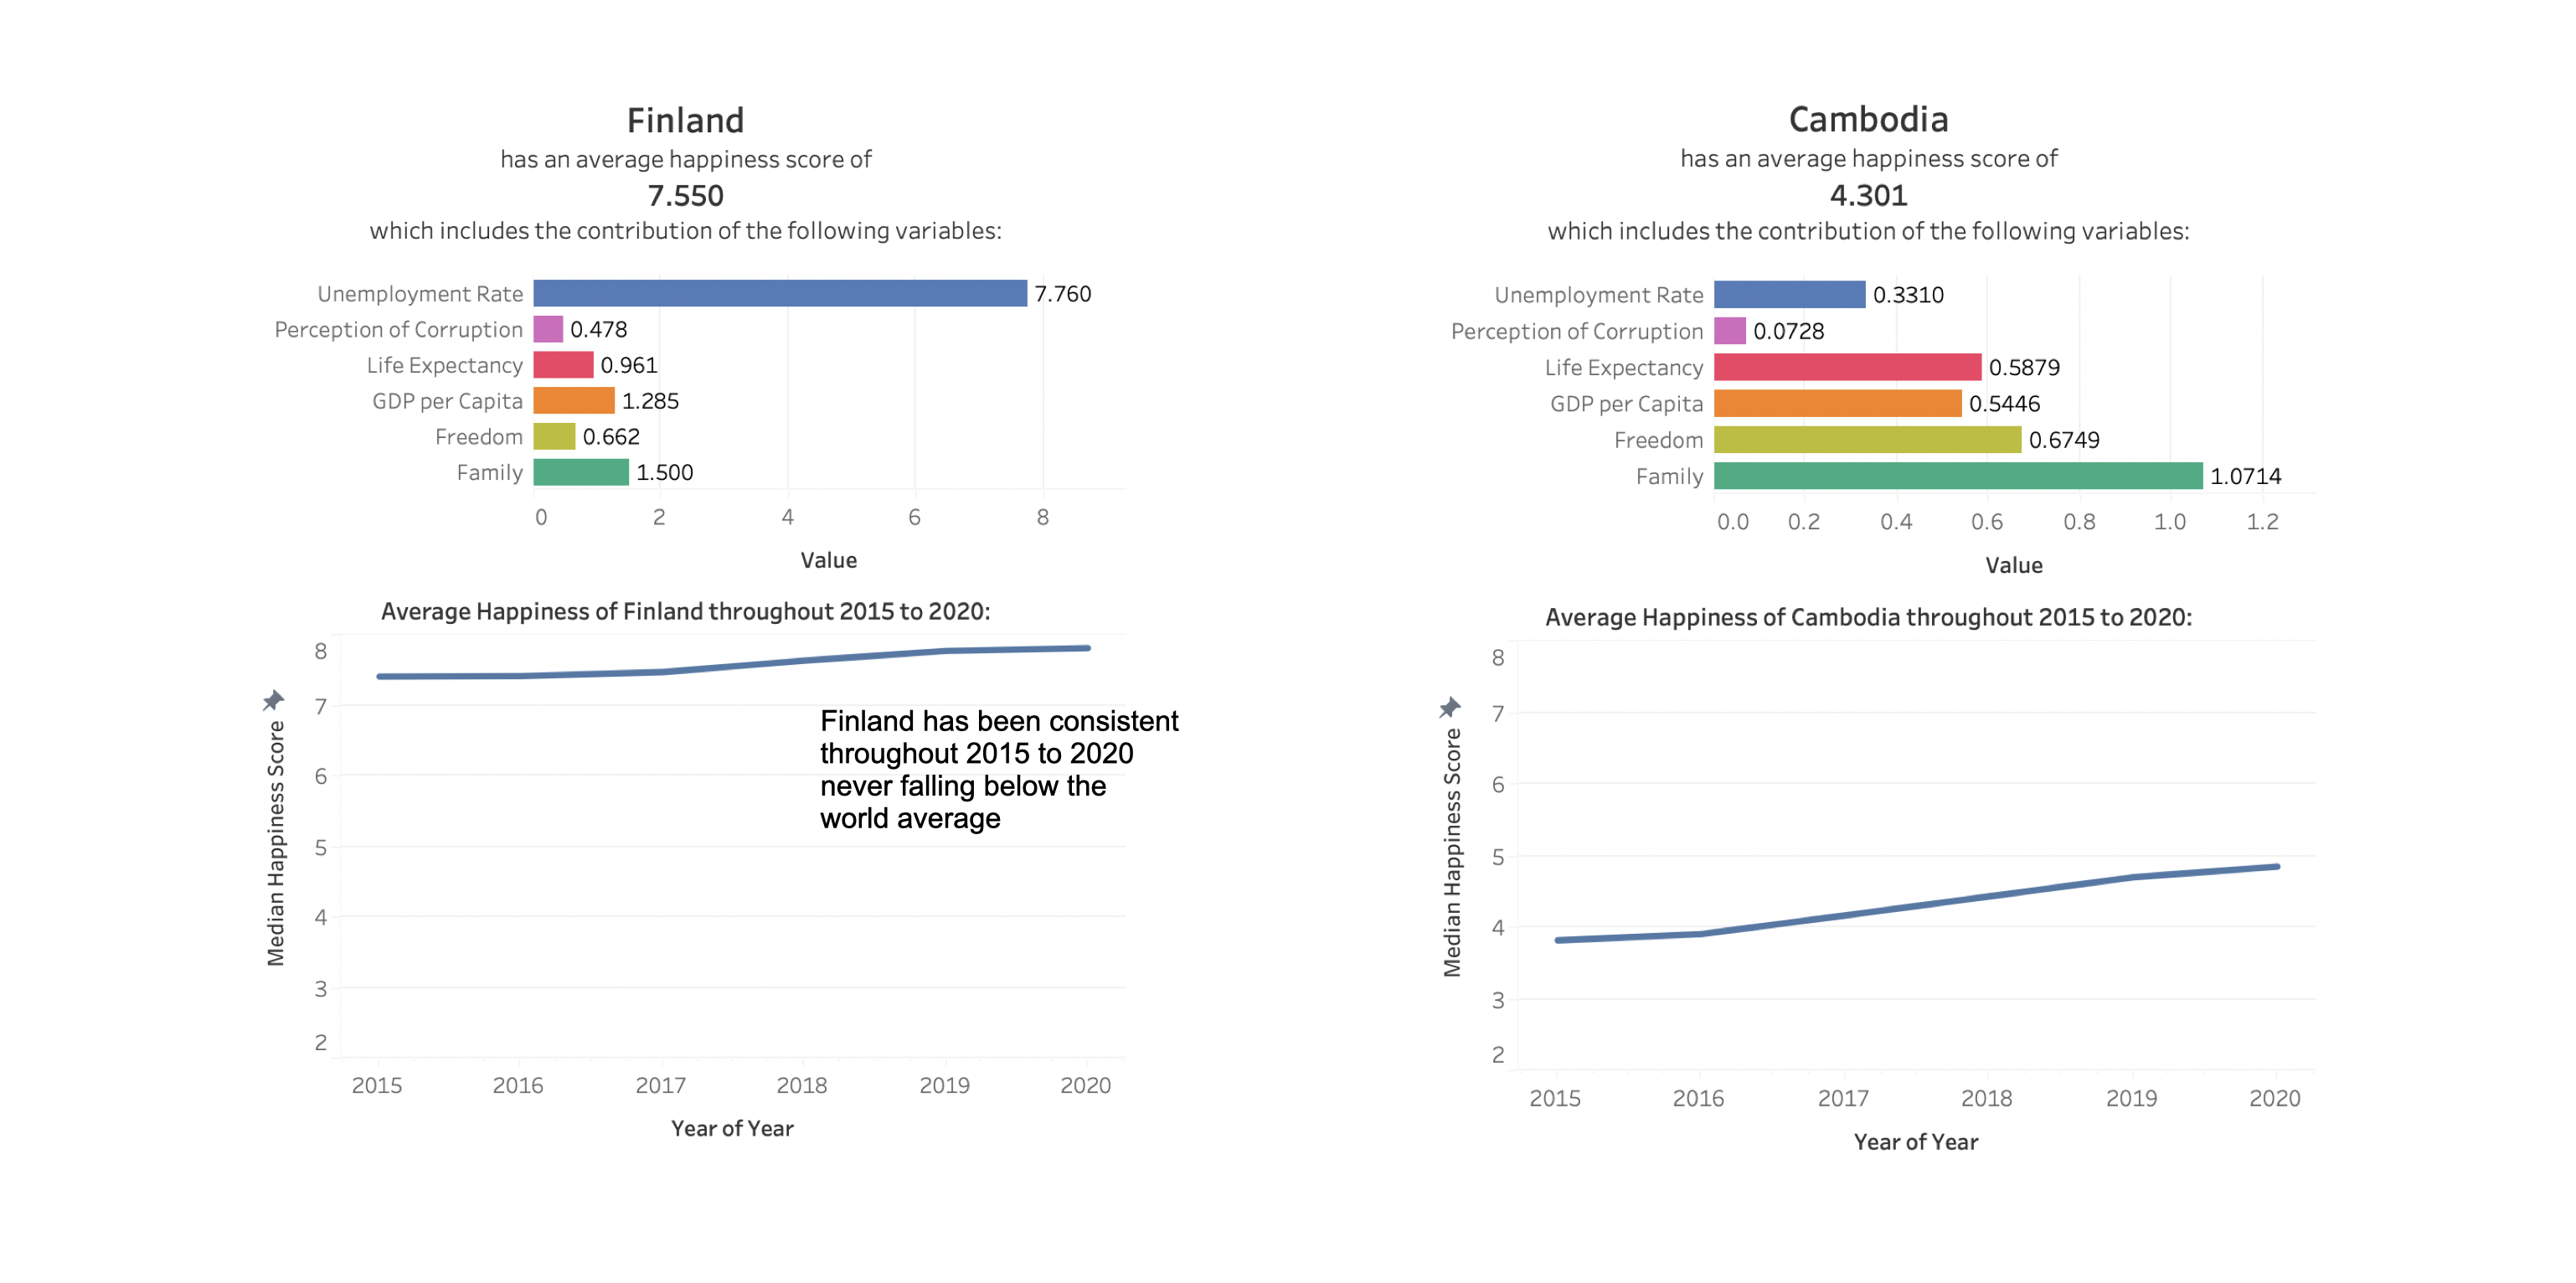 Finland
has an average happiness score of
7.550
which includes the contribution of the following variables:
Unemployment Rate 7.760
Perception of Corruption 0.478
Life Expectancy 0.961
GDP per Capita 1.285
Freedom 0.662
Family 1.500
0 2 4 6 8
Value
Average Happiness of Finland throughout 2015 to 2020:
Median Happiness Score
8
7
6
5
4
3
2
Finland has been consistent
throughout 2015 to 2020
never falling below the
world average
2015 2016 2017 2018 2019 2020
Year of Year
Cambodia
has an average happiness score of
4.301
which includes the contribution of the following variables:
Unemployment Rate 0.3310
Perception of Corruption 0.0728
Life Expectancy 0.5879
GDP per Capita 0.5446
Freedom 0.6749
Family 1.0714
0.0 0.2 0.4 0.6 0.8 1.0 1.2
Value
Average Happiness of Cambodia throughout 2015 to 2020:
Median Happiness Score
8
7
6
5
4
3
2
2015 2016 2017 2018 2019 2020
Year of Year